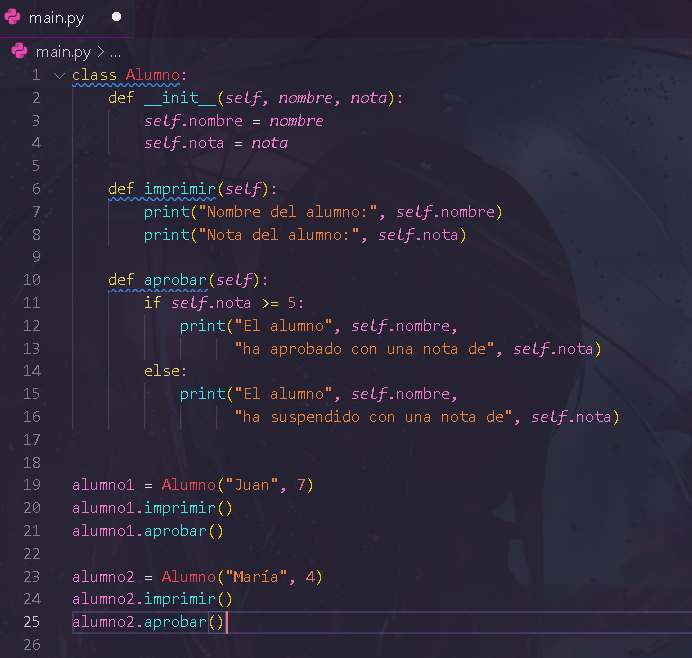 main.py
main.py > ...
1 class Alumno:
2     def __init__(self, nombre, nota):
3         self.nombre = nombre
4         self.nota = nota
5
6     def imprimir(self):
7         print("Nombre del alumno:", self.nombre)
8         print("Nota del alumno:", self.nota)
9
10     def aprobar(self):
11         if self.nota >= 5:
12             print("El alumno", self.nombre,
13                   "ha aprobado con una nota de", self.nota)
14         else:
15             print("El alumno", self.nombre,
16                   "ha suspendido con una nota de", self.nota)
17
18
19 alumno1 = Alumno("Juan", 7)
20 alumno1.imprimir()
21 alumno1.aprobar()
22
23 alumno2 = Alumno("María", 4)
24 alumno2.imprimir()
25 alumno2.aprobar()
26